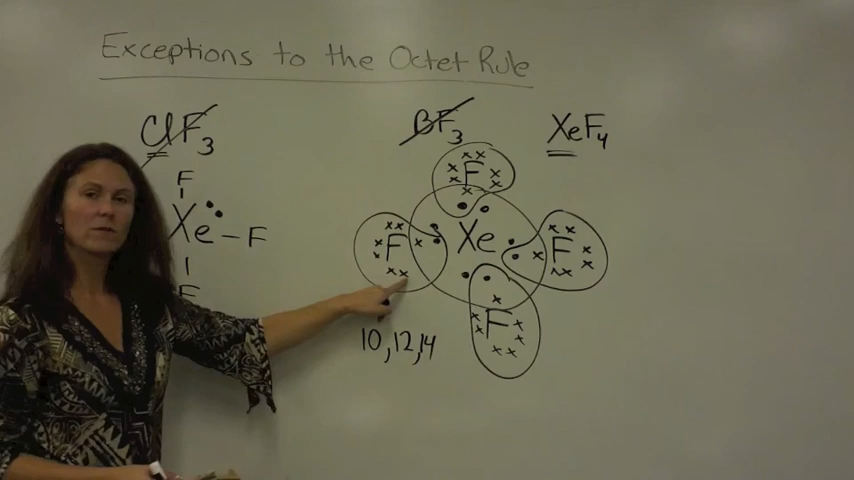 Exceptions to the Octet Rule
ClF3
BF3
XeF4
F
Xe - F
F
F
F Xe F
F
10, 12, 14